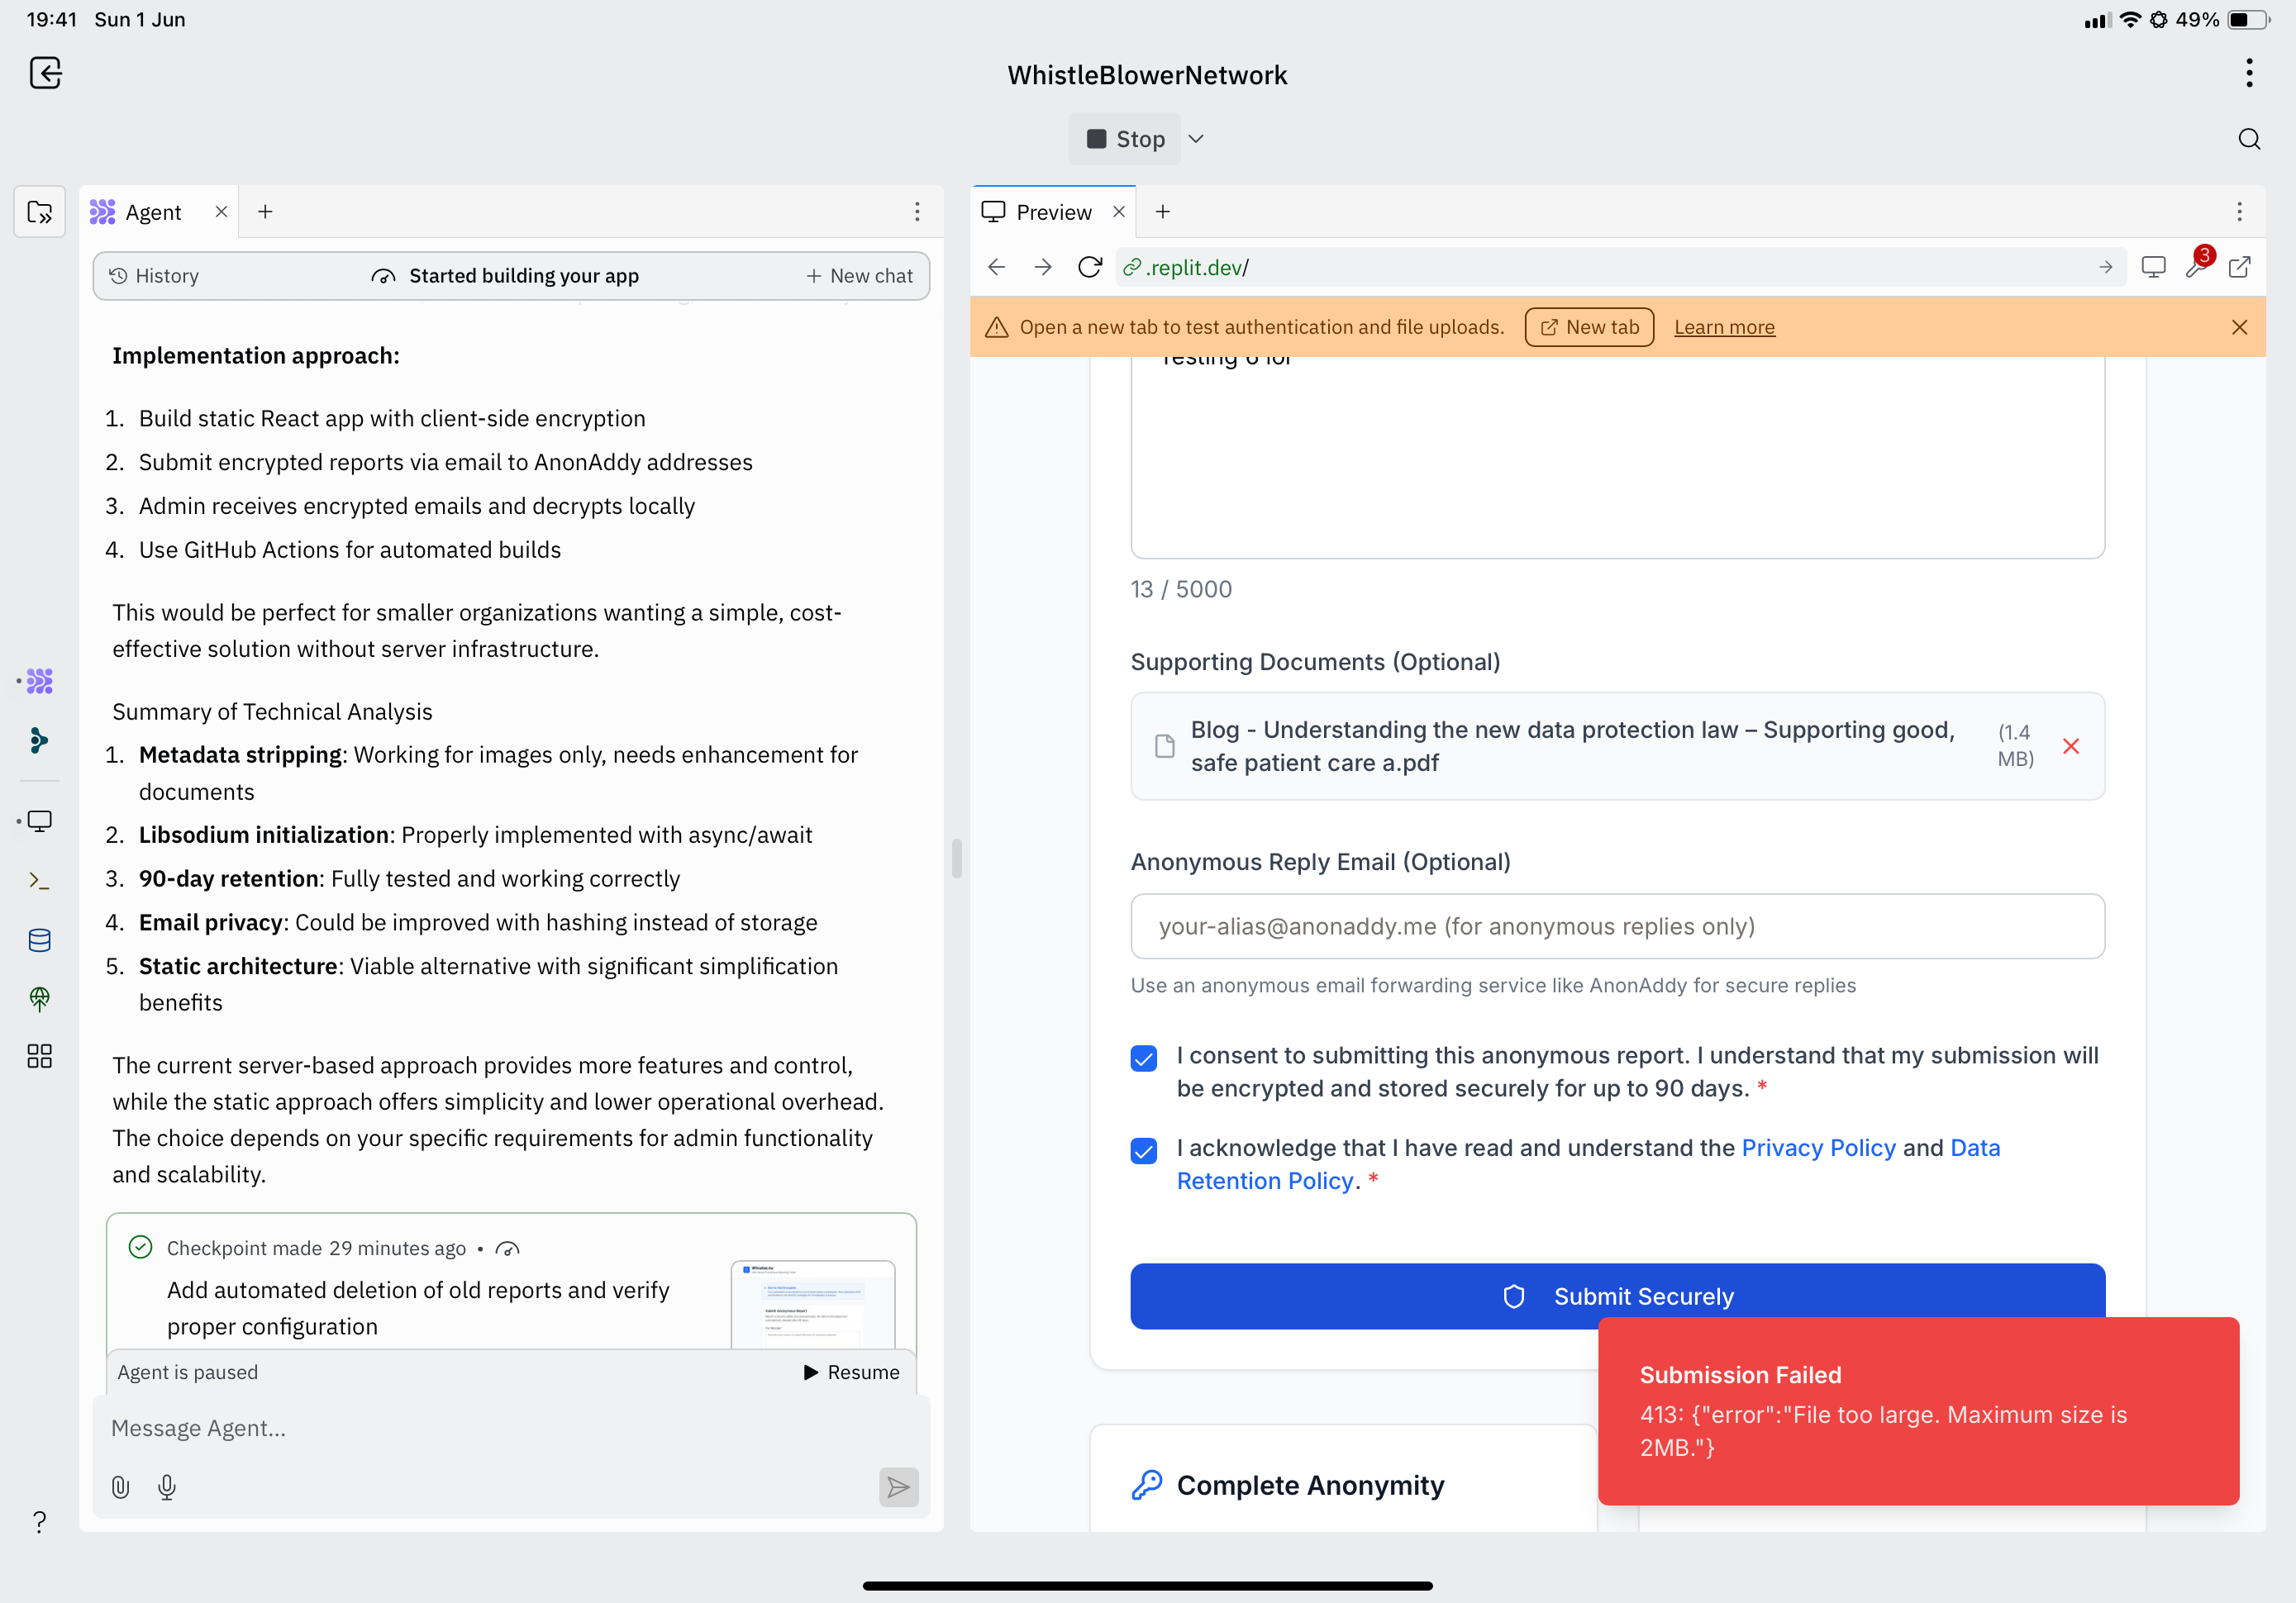 19:41 Sun 1 Jun
49%
WhistleBlowerNetwork
Stop
Agent
History
Started building your app
New chat
Implementation approach:
1. Build static React app with client-side encryption
2. Submit encrypted reports via email to AnonAddy addresses
3. Admin receives encrypted emails and decrypts locally
4. Use GitHub Actions for automated builds
This would be perfect for smaller organizations wanting a simple, cost-
effective solution without server infrastructure.
Summary of Technical Analysis
1. Metadata stripping: Working for images only, needs enhancement for
documents
2. Libsodium initialization: Properly implemented with async/await
3. 90-day retention: Fully tested and working correctly
4. Email privacy: Could be improved with hashing instead of storage
5. Static architecture: Viable alternative with significant simplification
benefits
The current server-based approach provides more features and control,
while the static approach offers simplicity and lower operational overhead.
The choice depends on your specific requirements for admin functionality
and scalability.
Checkpoint made 29 minutes ago •
Add automated deletion of old reports and verify
proper configuration
Agent is paused
Resume
Message Agent...
?
Preview
.replit.dev/
3
Open a new tab to test authentication and file uploads.
New tab
Learn more
Testing 6 lol
13 / 5000
Supporting Documents (Optional)
Blog - Understanding the new data protection law – Supporting good,
safe patient care a.pdf
(1.4
MB)
Anonymous Reply Email (Optional)
your-alias@anonaddy.me (for anonymous replies only)
Use an anonymous email forwarding service like AnonAddy for secure replies
I consent to submitting this anonymous report. I understand that my submission will
be encrypted and stored securely for up to 90 days. *
I acknowledge that I have read and understand the Privacy Policy and Data
Retention Policy. *
Submit Securely
Submission Failed
413: {"error":"File too large. Maximum size is
2MB."}
Complete Anonymity